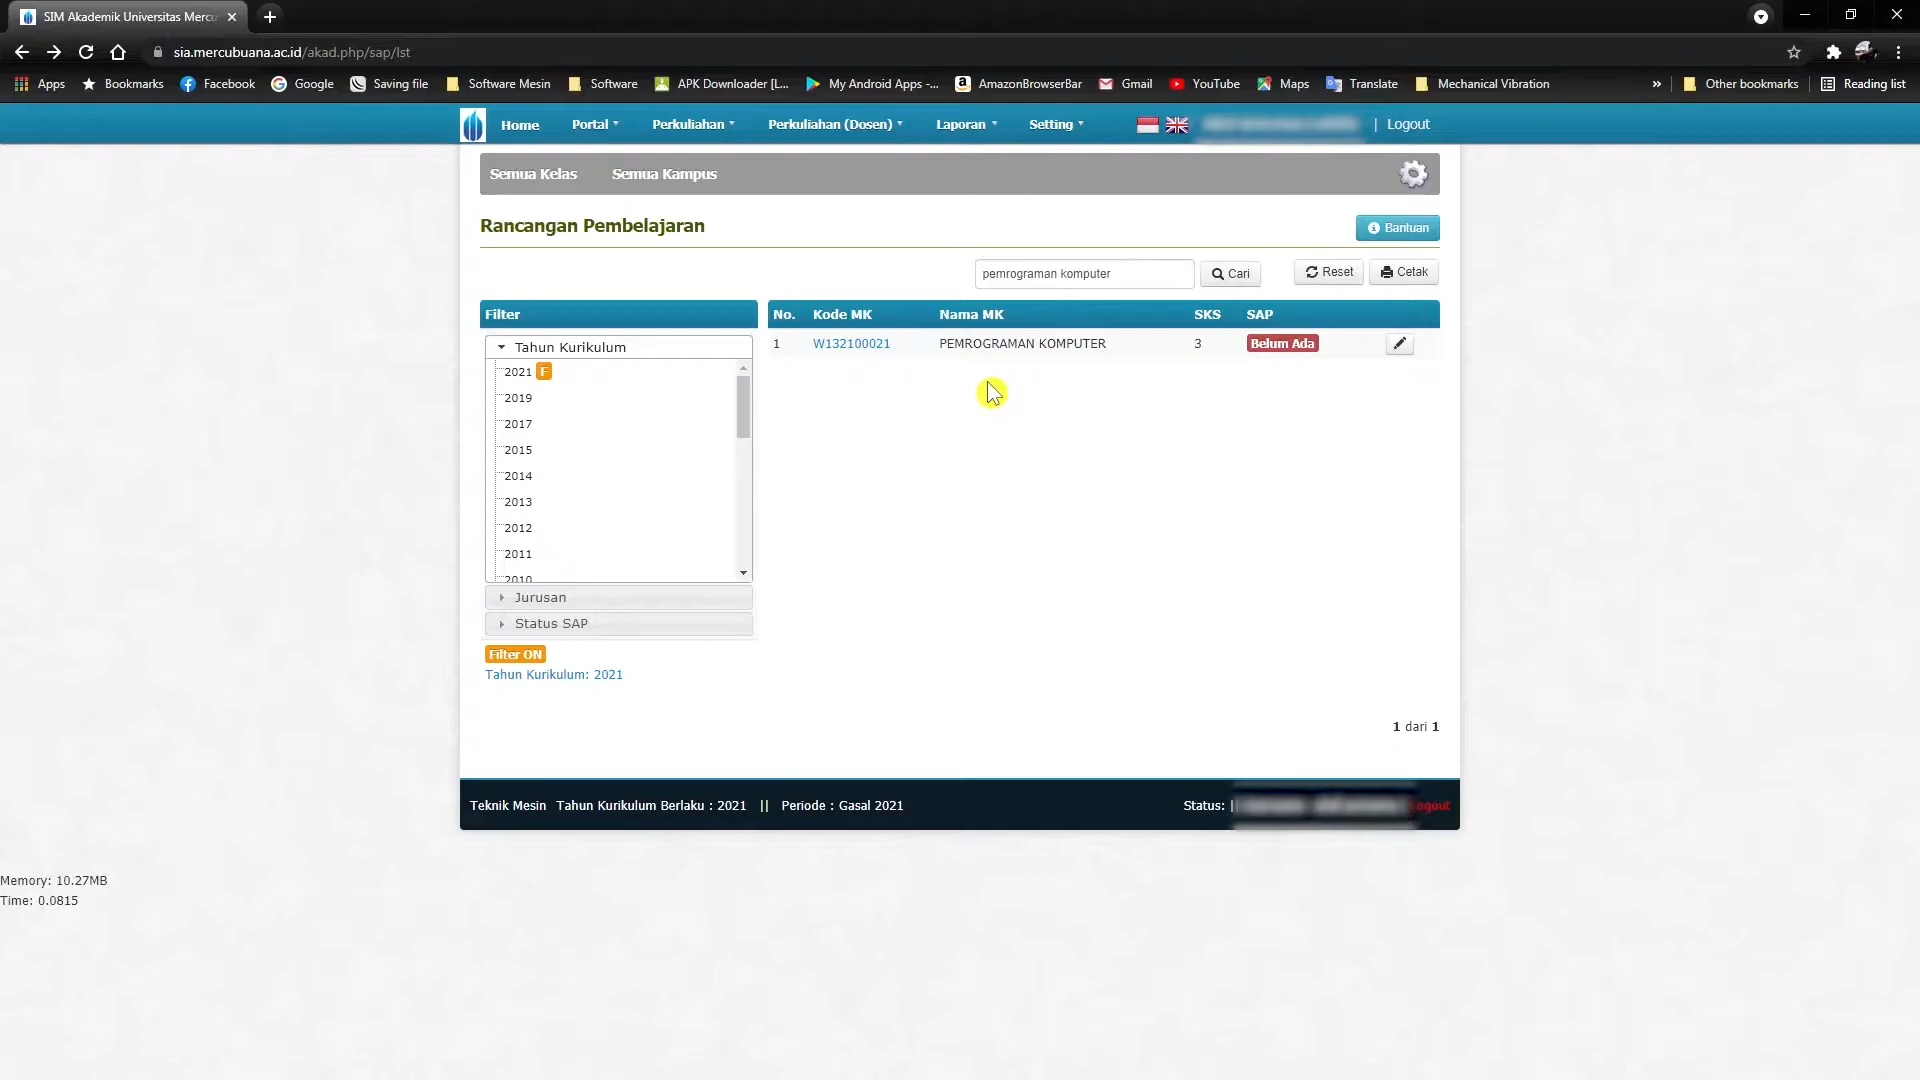 SIM Akademik Universitas Mercu
sia.mercubuana.ac.id/akad.php/sap/lst
Apps Bookmarks Facebook Google Saving file Software Mesin Software APK Downloader [L... My Android Apps -... AmazonBrowserBar Gmail YouTube Maps Translate Mechanical Vibration » Other bookmarks Reading list
Home Portal Perkuliahan Perkuliahan (Dosen) Laporan Setting | Logout
Semua Kelas Semua Kampus
Rancangan Pembelajaran
Bantuan
pemrograman komputer Cari Reset Cetak
Filter
Tahun Kurikulum
2021 F
2019
2017
2015
2014
2013
2012
2011
2010
Jurusan
Status SAP
Filter ON
Tahun Kurikulum: 2021
No. Kode MK Nama MK SKS SAP
1 W132100021 PEMROGRAMAN KOMPUTER 3 Belum Ada
1 dari 1
Teknik Mesin Tahun Kurikulum Berlaku : 2021 || Periode : Gasal 2021 Status: | ogout
Memory: 10.27MB
Time: 0.0815